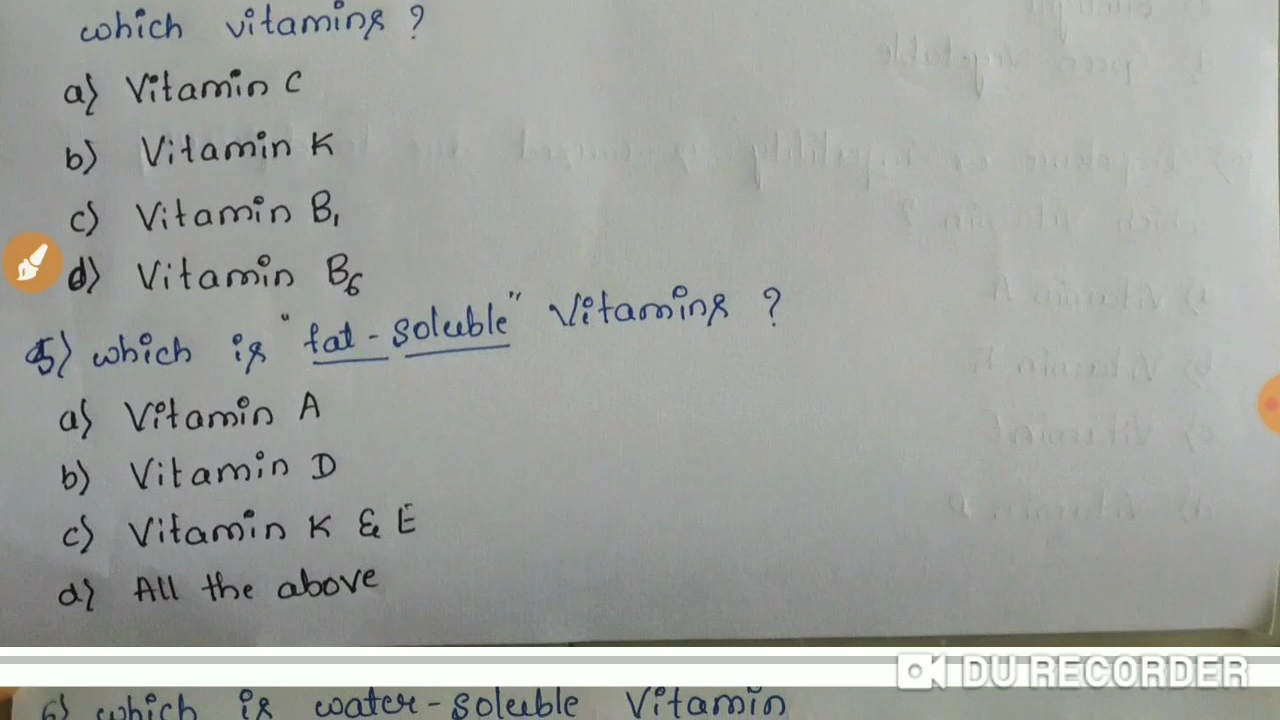 which vitamins ?
a) Vitamin C
b) Vitamin K
c) Vitamin B₁
d) Vitamin B₆
5) which is "fat-soluble" Vitamins ?
a) Vitamin A
b) Vitamin D
c) Vitamin K & E
d) All the above
DU RECORDER
6) which is water-soluble Vitamin